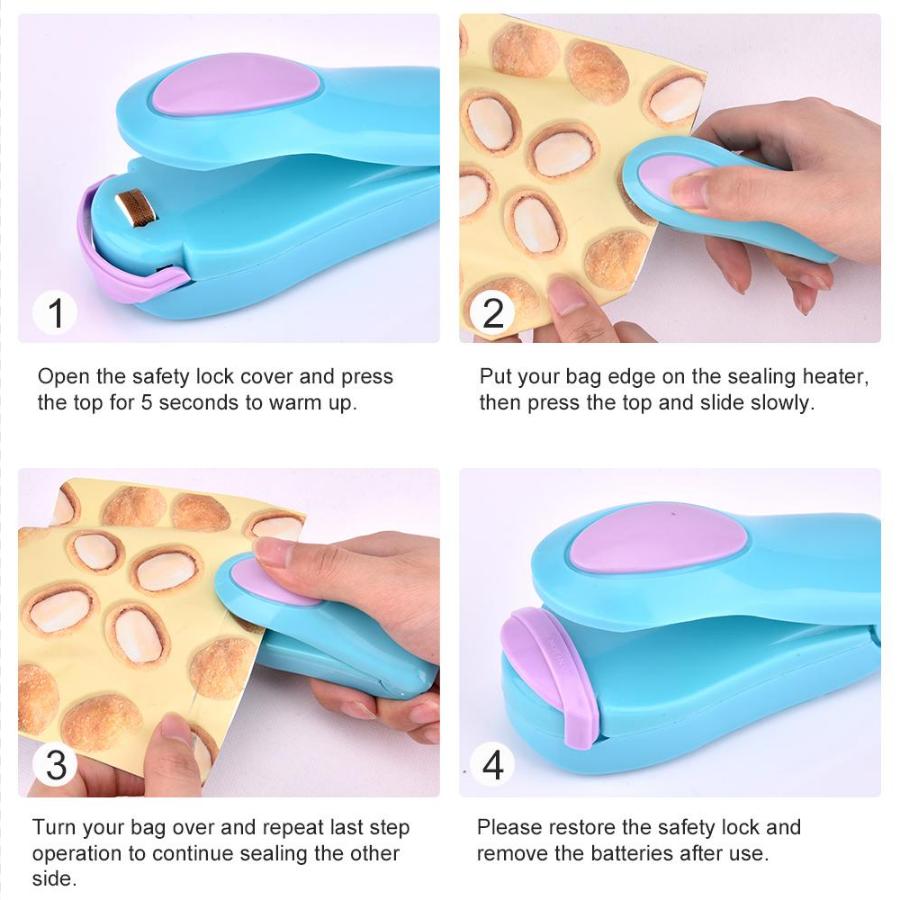 1
Open the safety lock cover and press
the top for 5 seconds to warm up.
2
Put your bag edge on the sealing heater,
then press the top and slide slowly.
3
Turn your bag over and repeat last step
operation to continue sealing the other
side.
4
Please restore the safety lock and
remove the batteries after use.